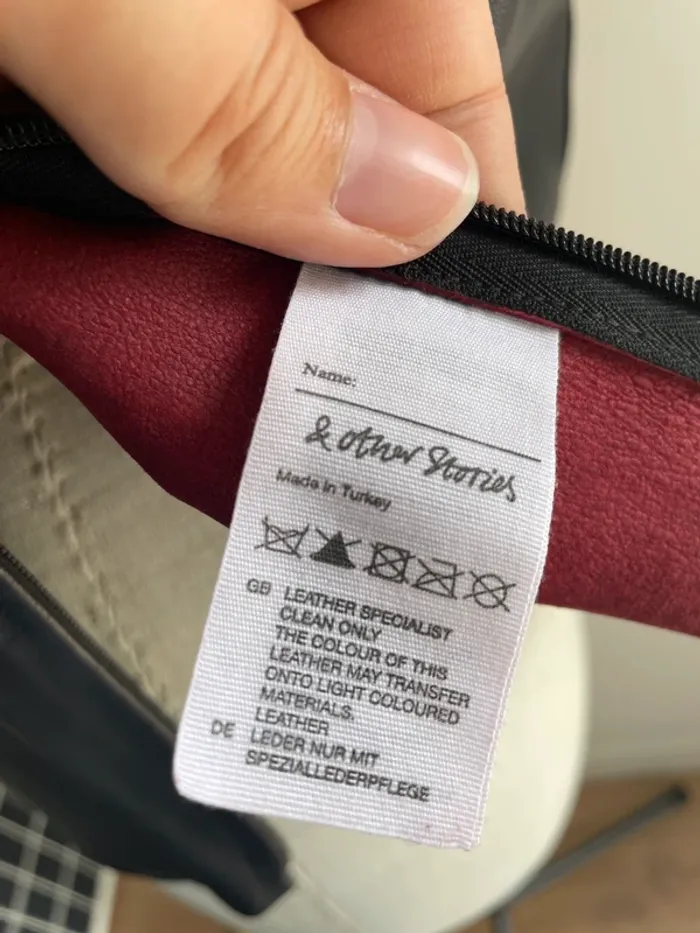 Name:
& other Stories
Made in Turkey
GB LEATHER SPECIALIST
CLEAN ONLY
THE COLOUR OF THIS
LEATHER MAY TRANSFER
ONTO LIGHT COLOURED
MATERIALS.
LEATHER
DE LEDER NUR MIT
SPEZIALLEDERPFLEGE